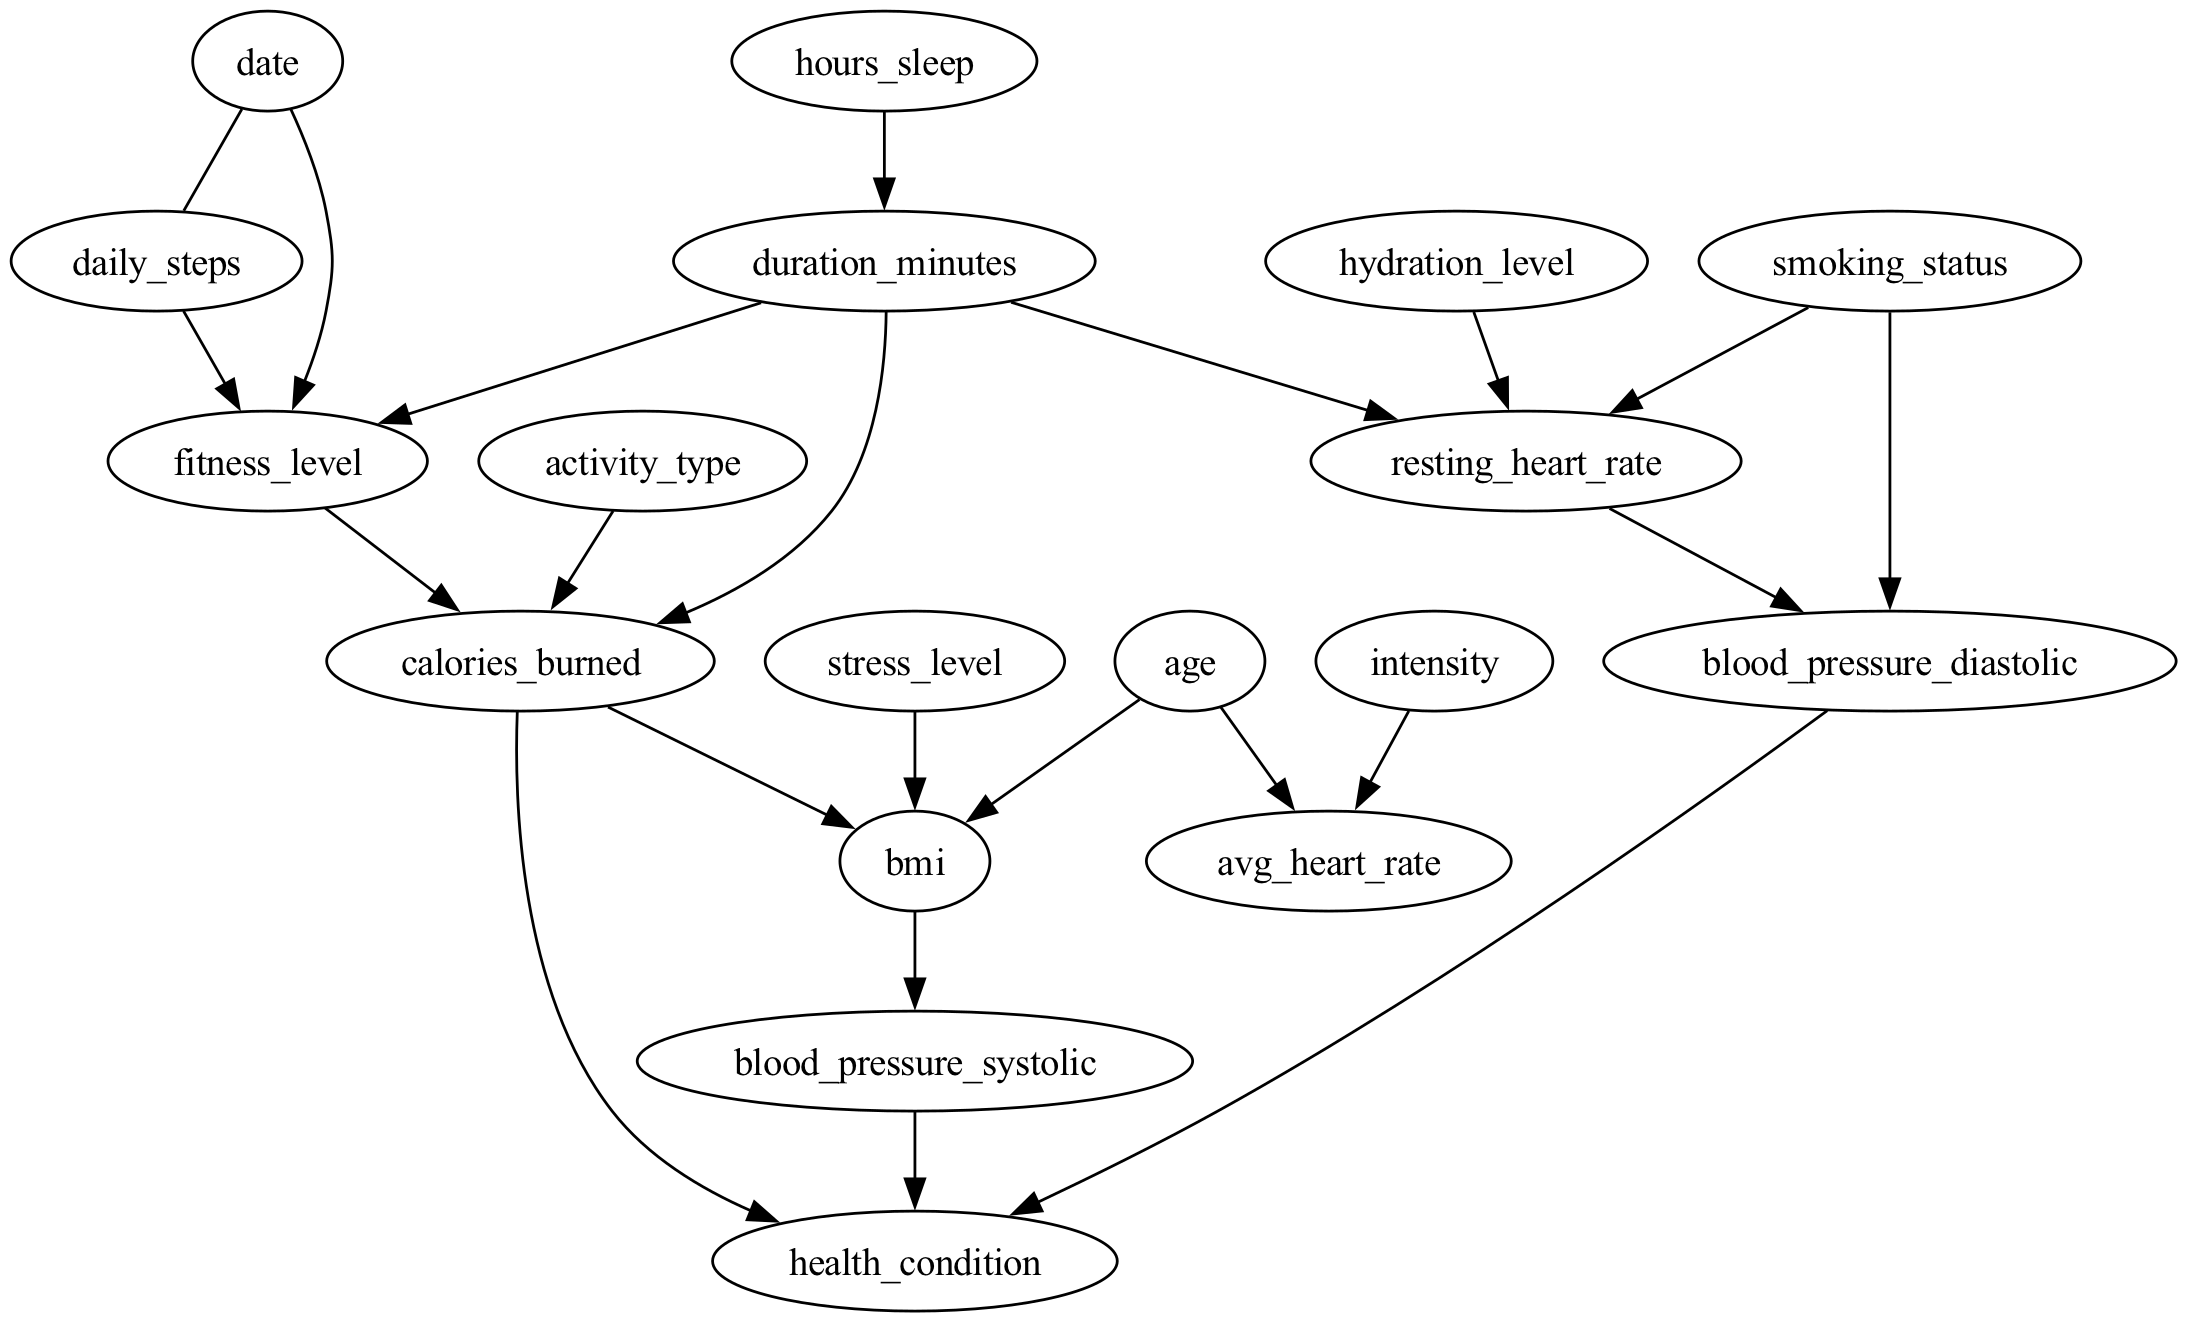 date
hours_sleep
daily_steps
duration_minutes
hydration_level
smoking_status
fitness_level
activity_type
resting_heart_rate
calories_burned
stress_level
age
intensity
blood_pressure_diastolic
bmi
avg_heart_rate
blood_pressure_systolic
health_condition